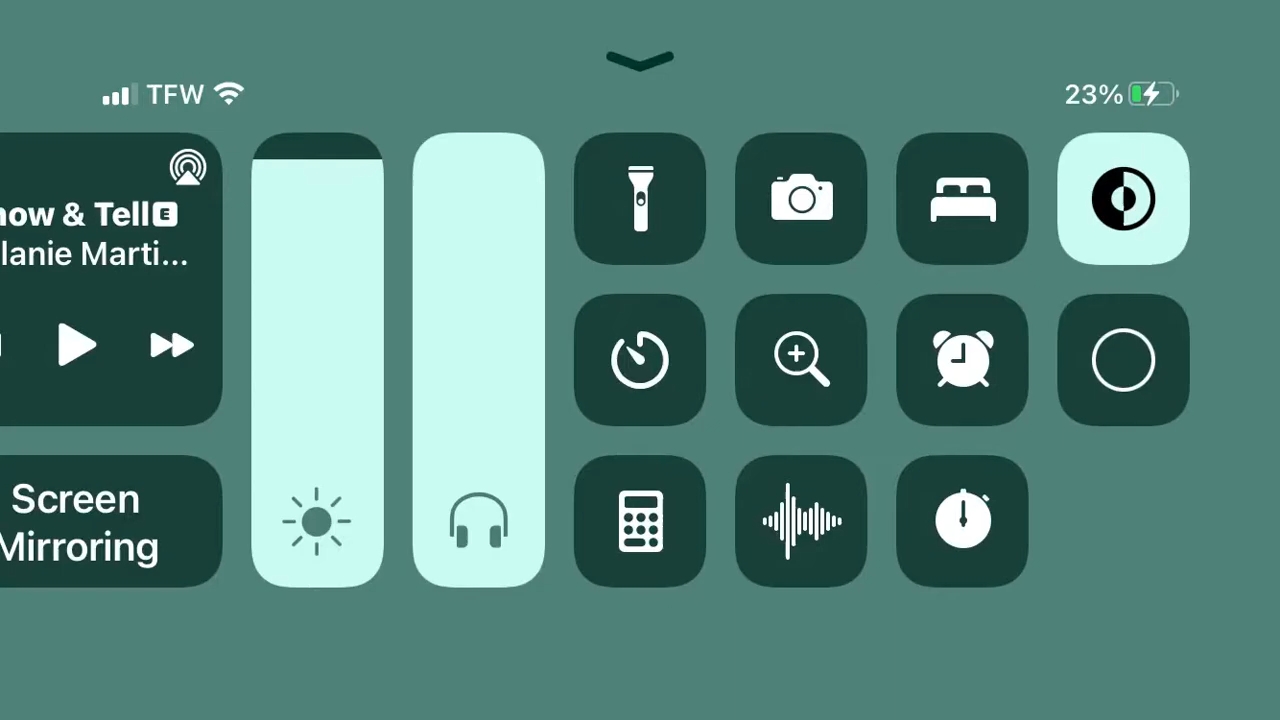 TFW
23%
how & Tell E
lanie Marti...
Screen
Mirroring